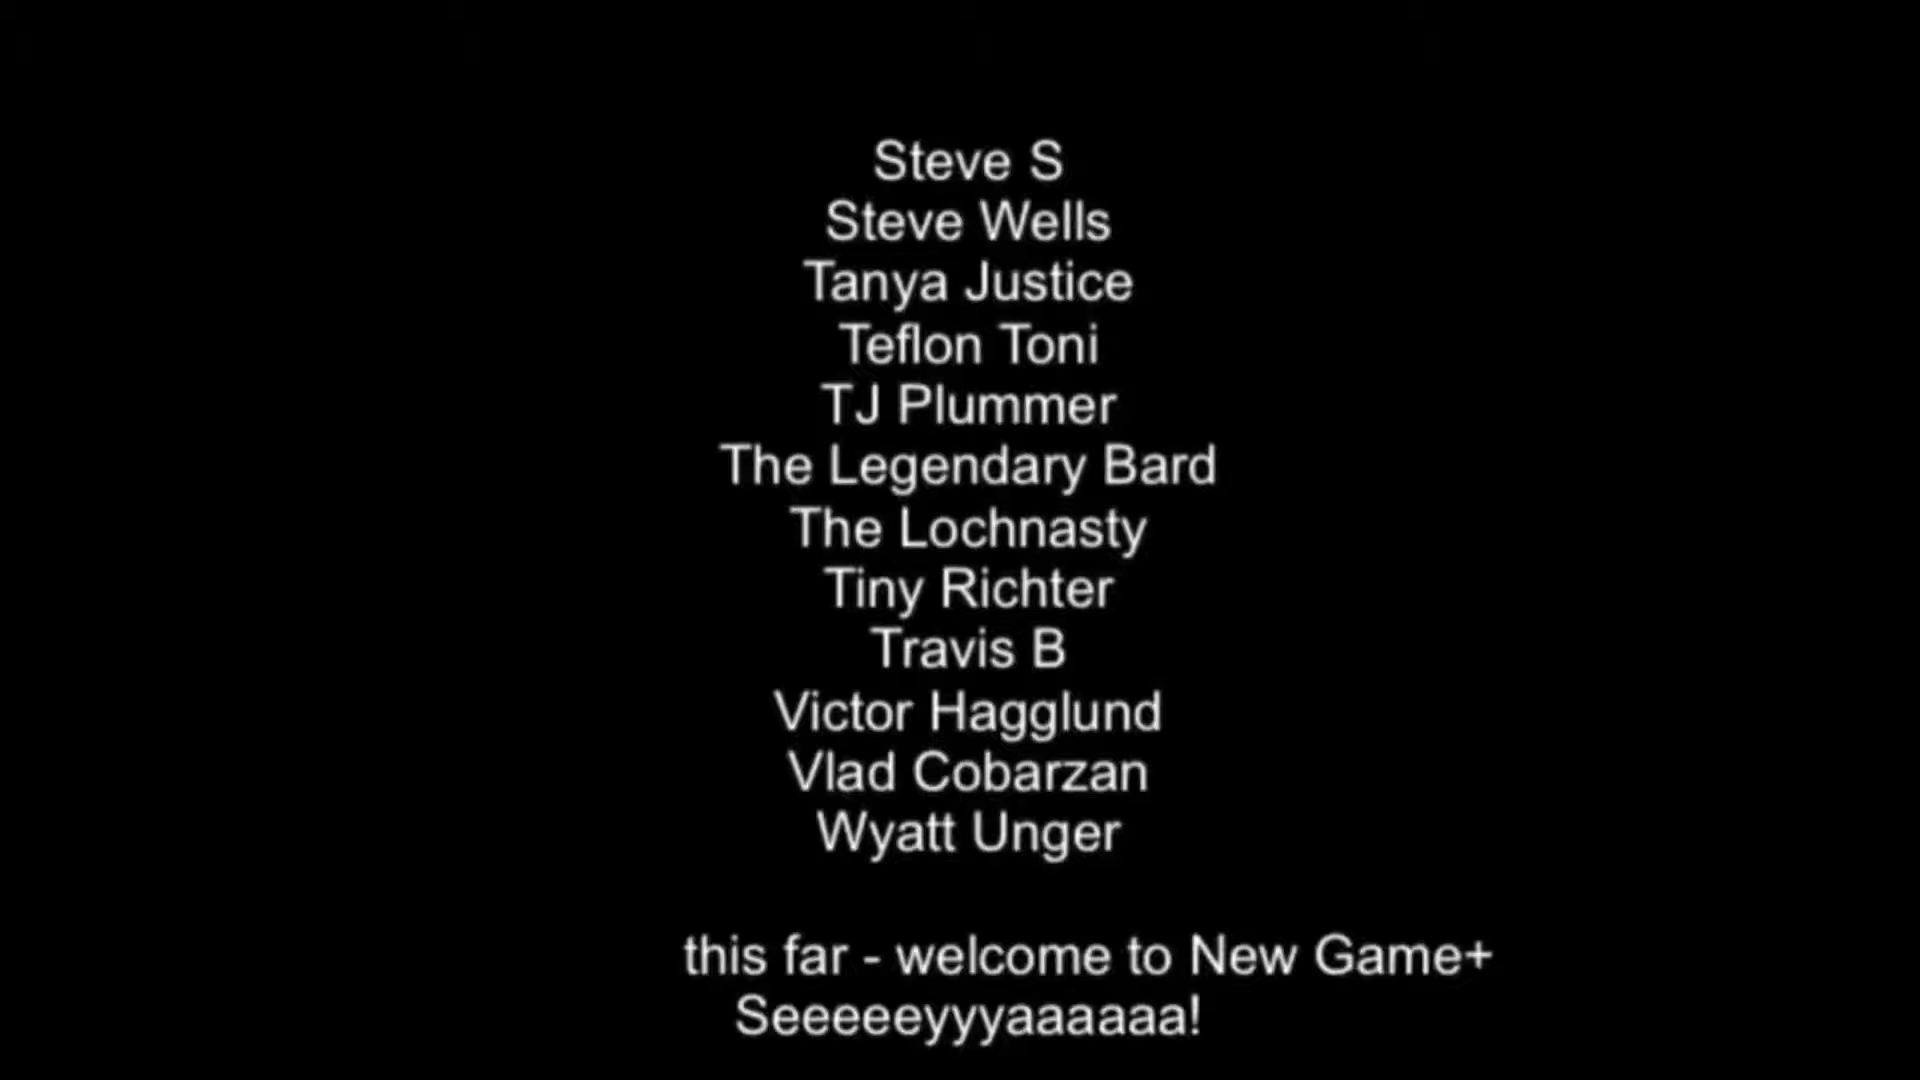 Steve S
Steve Wells
Tanya Justice
Teflon Toni
TJ Plummer
The Legendary Bard
The Lochnasty
Tiny Richter
Travis B
Victor Hagglund
Vlad Cobarzan
Wyatt Unger
this far - welcome to New Game+
Seeeeeyyyaaaaaa!